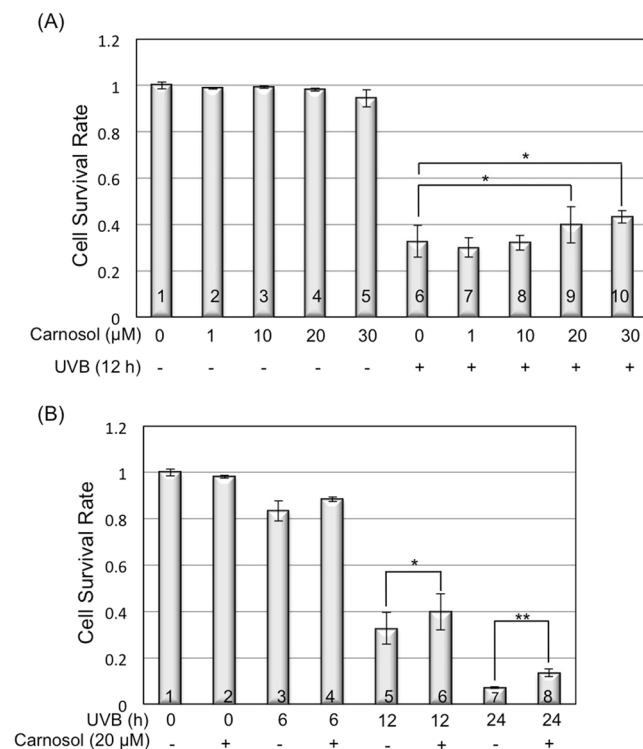 (A)
1.2
1
0.8
0.6
0.4
0.2
0
Cell Survival Rate
* 
*
1 2 3 4 5 6 7 8 9 10
Carnosol (µM) 0 1 10 20 30 0 1 10 20 30
UVB (12 h) - - - - - + + + + +
(B)
1.2
1
0.8
0.6
0.4
0.2
0
Cell Survival Rate
*
**
1 2 3 4 5 6 7 8
UVB (h) 0 0 6 6 12 12 24 24
Carnosol (20 µM) - + - + - + - +